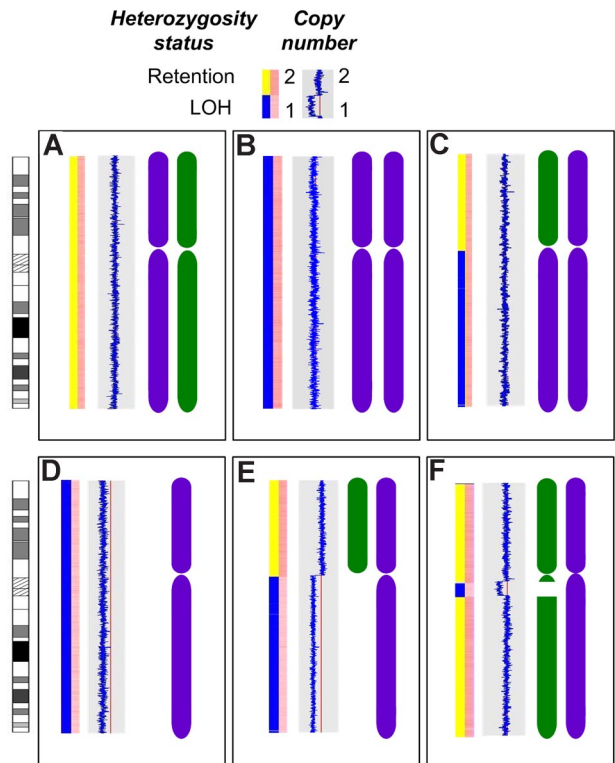 Heterozygosity status
Copy number
Retention 2 2
LOH 1 1
A
B
C
D
E
F